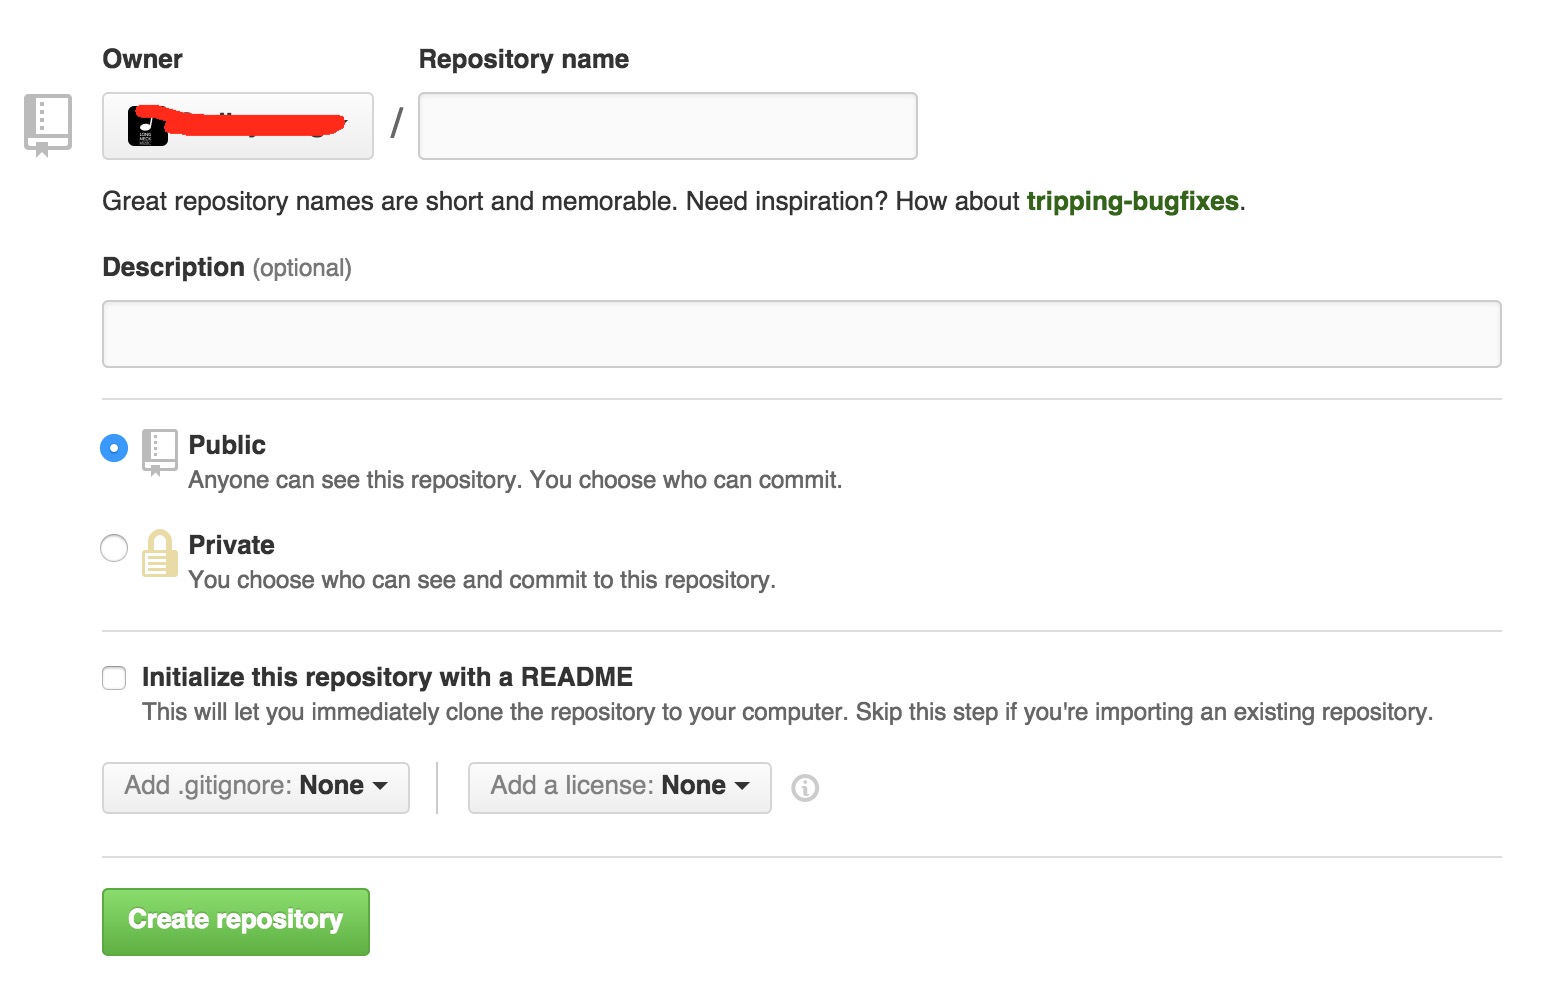 Owner
Repository name
LONG
NECK
MUSIC
/
Great repository names are short and memorable. Need inspiration? How about tripping-bugfixes.
Description (optional)
Public
Anyone can see this repository. You choose who can commit.
Private
You choose who can see and commit to this repository.
Initialize this repository with a README
This will let you immediately clone the repository to your computer. Skip this step if you're importing an existing repository.
Add .gitignore: None
Add a license: None
Create repository